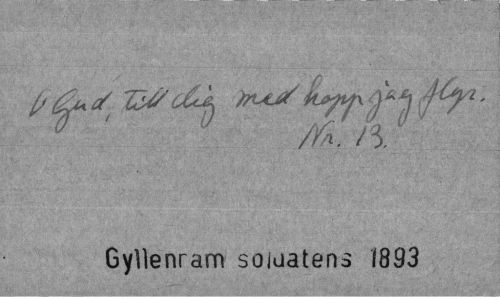 O Gud, till dig med hopp jag flyr.
Nr. 13.
Gyllenram soldatens 1893